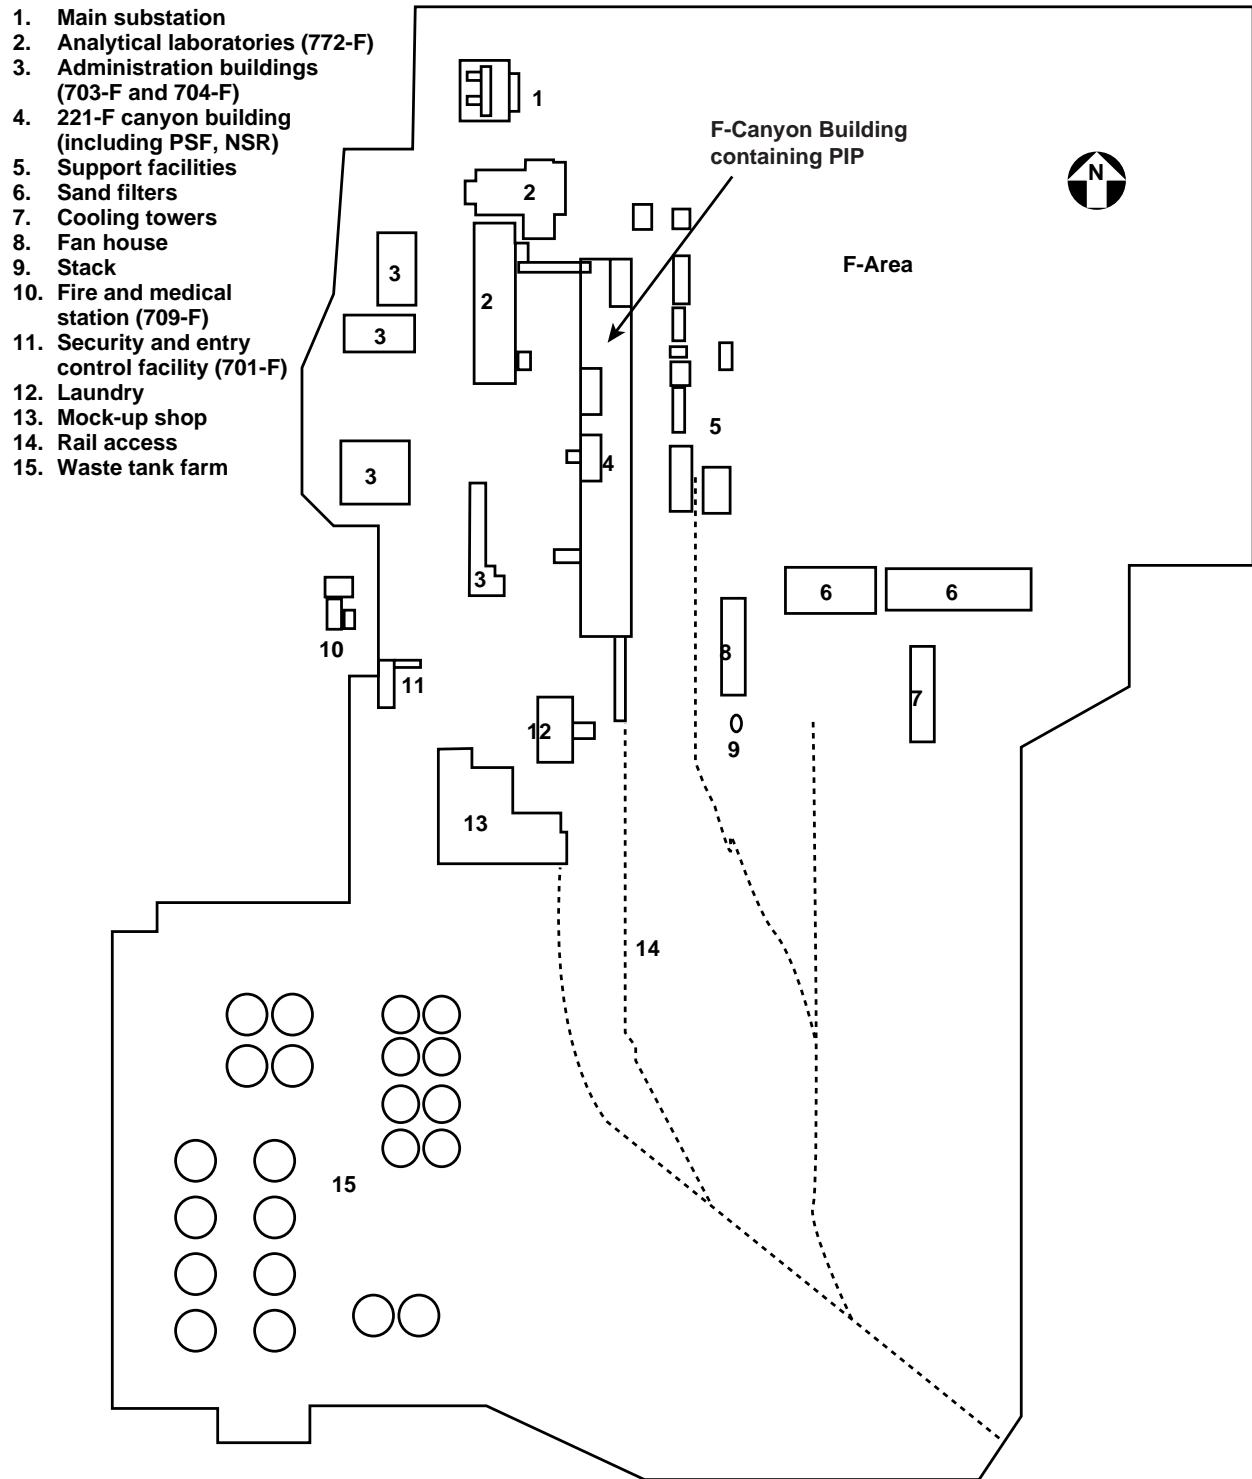 1. Main substation
2. Analytical laboratories (772-F)
3. Administration buildings
(703-F and 704-F)
4. 221-F canyon building
(including PSF, NSR)
5. Support facilities
6. Sand filters
7. Cooling towers
8. Fan house
9. Stack
10. Fire and medical
station (709-F)
11. Security and entry
control facility (701-F)
12. Laundry
13. Mock-up shop
14. Rail access
15. Waste tank farm
1
F-Canyon Building
containing PIP
N
2
F-Area
3
2
3
5
4
3
3
6
6
10
8
11
7
12
9
13
14
15